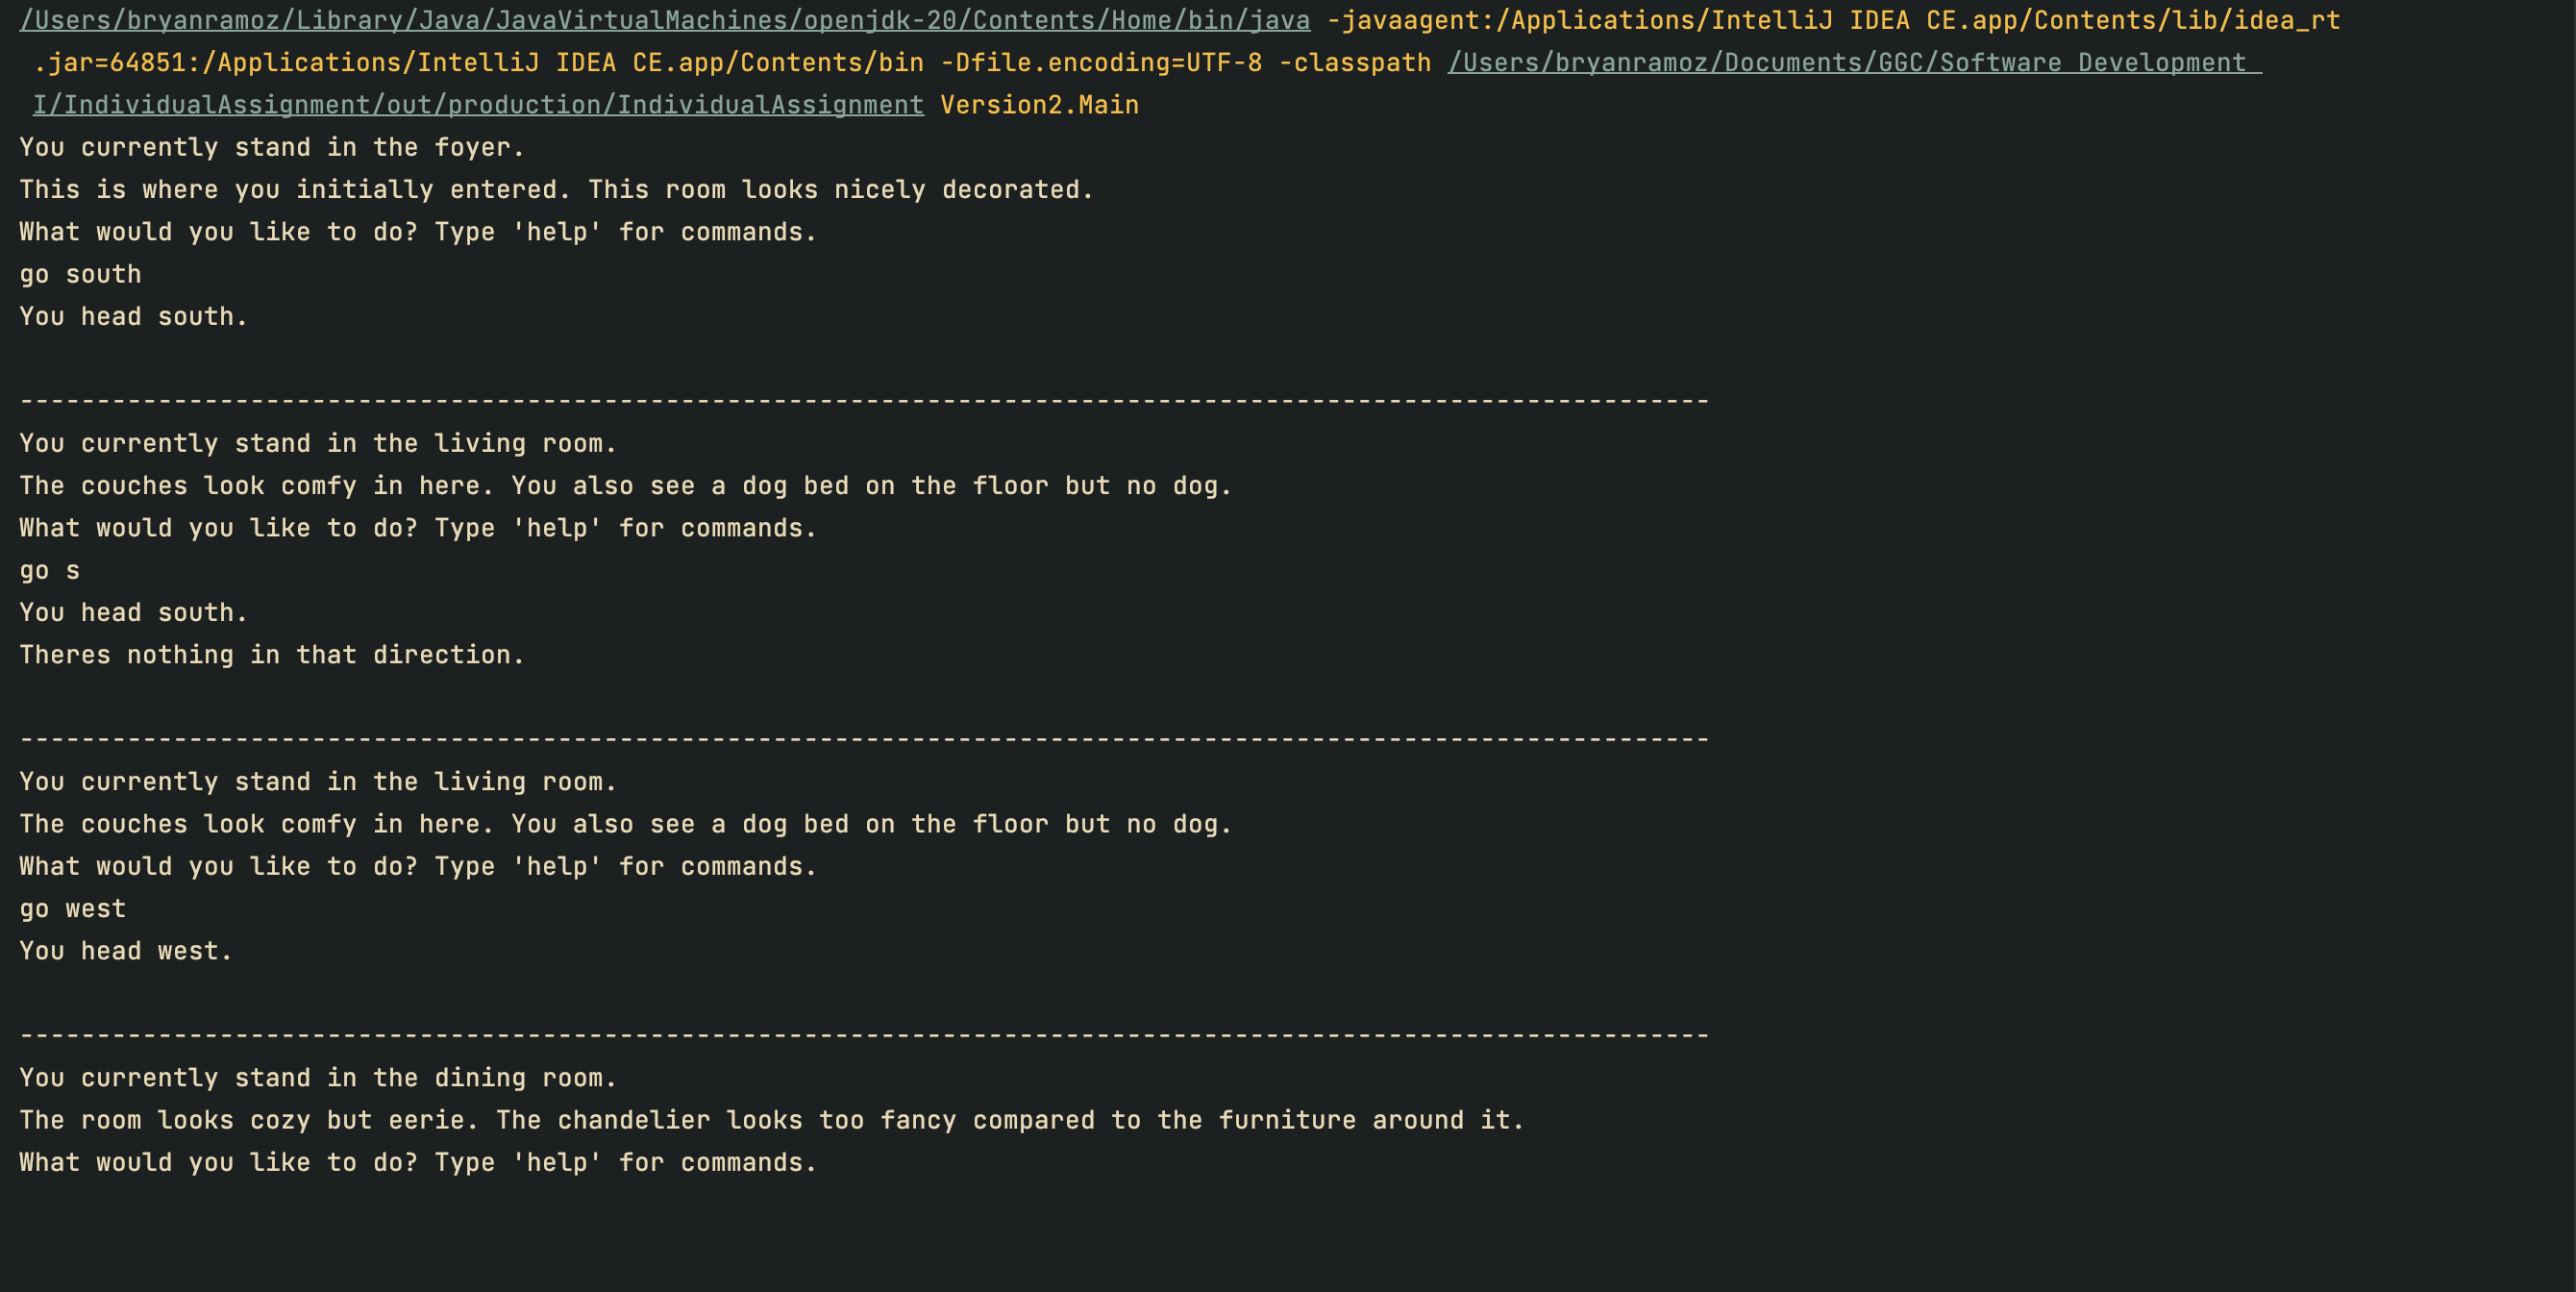 /Users/bryanramoz/Library/Java/JavaVirtualMachines/openjdk-20/Contents/Home/bin/java -javaagent:/Applications/IntelliJ IDEA CE.app/Contents/lib/idea_rt
.jar=64851:/Applications/IntelliJ IDEA CE.app/Contents/bin -Dfile.encoding=UTF-8 -classpath /Users/bryanramoz/Documents/GGC/Software Development
I/IndividualAssignment/out/production/IndividualAssignment Version2.Main
You currently stand in the foyer.
This is where you initially entered. This room looks nicely decorated.
What would you like to do? Type 'help' for commands.
go south
You head south.
--------------------------------------------------------------------------------------------------------------
You currently stand in the living room.
The couches look comfy in here. You also see a dog bed on the floor but no dog.
What would you like to do? Type 'help' for commands.
go s
You head south.
Theres nothing in that direction.
--------------------------------------------------------------------------------------------------------------
You currently stand in the living room.
The couches look comfy in here. You also see a dog bed on the floor but no dog.
What would you like to do? Type 'help' for commands.
go west
You head west.
--------------------------------------------------------------------------------------------------------------
You currently stand in the dining room.
The room looks cozy but eerie. The chandelier looks too fancy compared to the furniture around it.
What would you like to do? Type 'help' for commands.